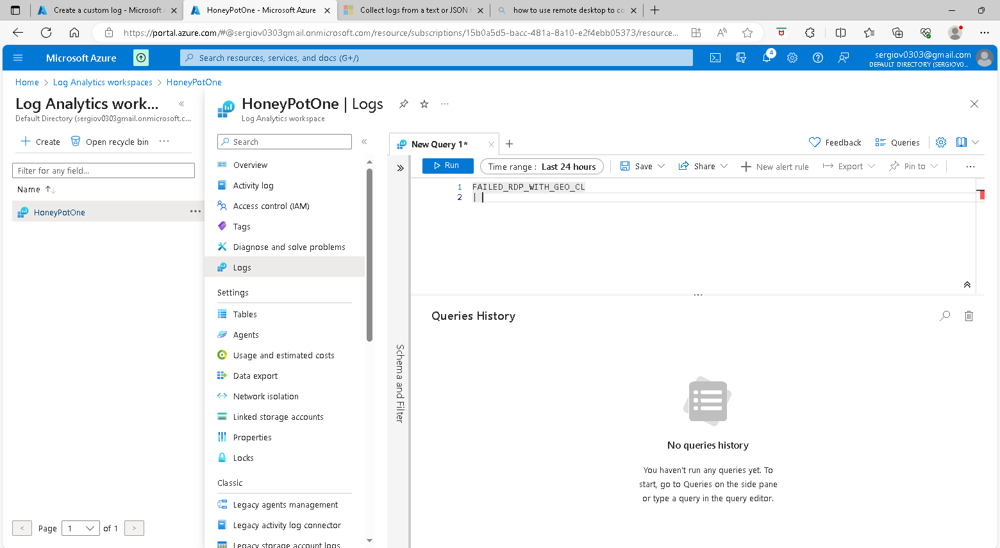 Create a custom log - Microsoft A
HoneyPotOne - Microsoft Azure
Collect logs from a text or JSON f
how to use remote desktop to co
https://portal.azure.com/#@sergiov0303gmail.onmicrosoft.com/resource/subscriptions/15b0a5d5-bacc-481a-8a10-e2f4ebb05373/resource...
Microsoft Azure
Search resources, services, and docs (G+/)
4
sergiov0303@gmail.com
DEFAULT DIRECTORY (SERGIOV0...
Home > Log Analytics workspaces > HoneyPotOne
Log Analytics work...
Default Directory (sergiov0303gmail.onmicrosoft.c...
Create
Open recycle bin
Filter for any field...
Name
HoneyPotOne
Page 1 of 1
HoneyPotOne | Logs
Log Analytics workspace
Search
Overview
Activity log
Access control (IAM)
Tags
Diagnose and solve problems
Logs
Settings
Tables
Agents
Usage and estimated costs
Data export
Network isolation
Linked storage accounts
Properties
Locks
Classic
Legacy agents management
Legacy activity log connector
Legacy storage account logs
New Query 1*
Feedback
Queries
Run
Time range : Last 24 hours
Save
Share
New alert rule
Export
Pin to
1 FAILED_RDP_WITH_GEO_CL
2 |
Schema and Filter
Queries History
No queries history
You haven't run any queries yet. To
start, go to Queries on the side pane
or type a query in the query editor.